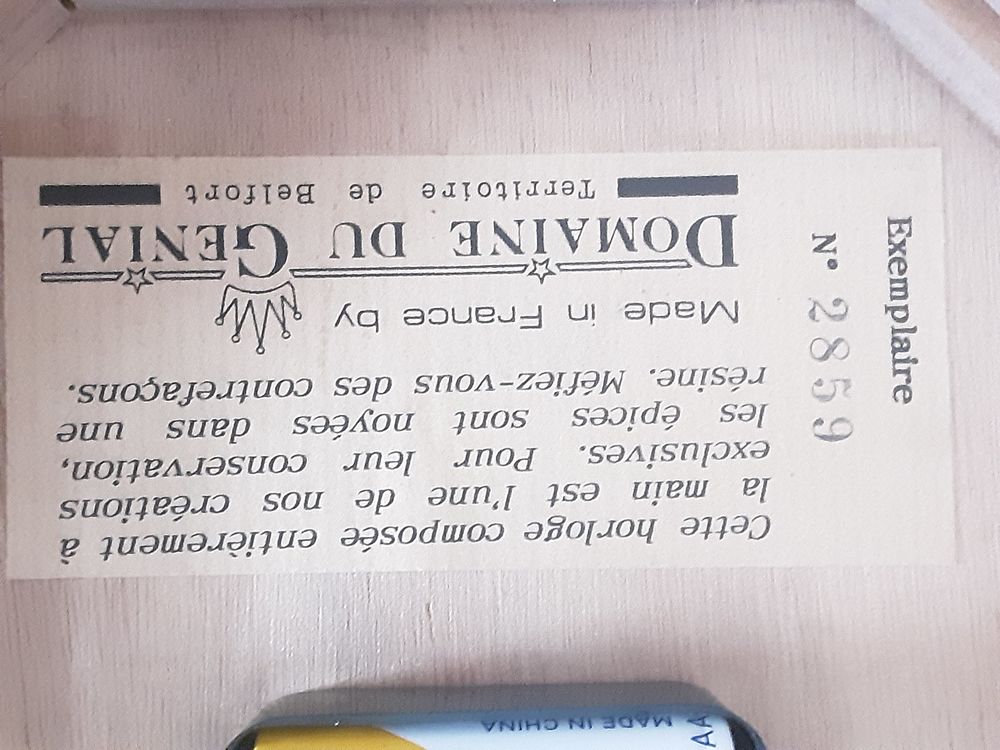 Cette horloge composée entièrement à
la main est l'une de nos créations
exclusives. Pour leur conservation,
les épices sont noyées dans une
résine. Méfiez-vous des contrefaçons.
Made in France by
DOMAINE DU GENIAL
Territoire de Belfort
Exemplaire
N° 2859
AA
MADE IN CHINA